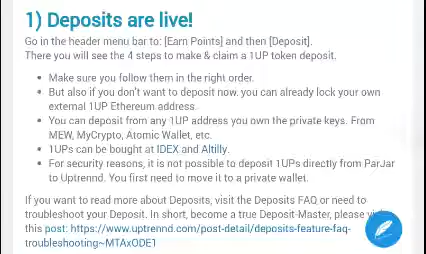 1) Deposits are live!
Go in the header menu bar to: [Earn Points] and then [Deposit].
There you will see the 4 steps to make & claim a 1UP token deposit.
• Make sure you follow them in the right order.
• But also if you don't want to deposit now, you can already lock your own
external 1UP Ethereum address.
• You can deposit from any 1UP address you own the private keys. From
MEW, MyCrypto, Atomic Wallet, etc.
• 1UPs can be bought at IDEX and Altilly.
• For security reasons, it is not possible to deposit 1UPs directly from ParJar
to Uptrennd. You first need to move it to a private wallet.
If you want to read more about Deposits, visit the Deposits FAQ or need to
troubleshoot your Deposit. In short, become a true Deposit-Master, please
this post: https://www.uptrennd.com/post-detail/deposits-feature-faq-
troubleshooting~MTAxODE1